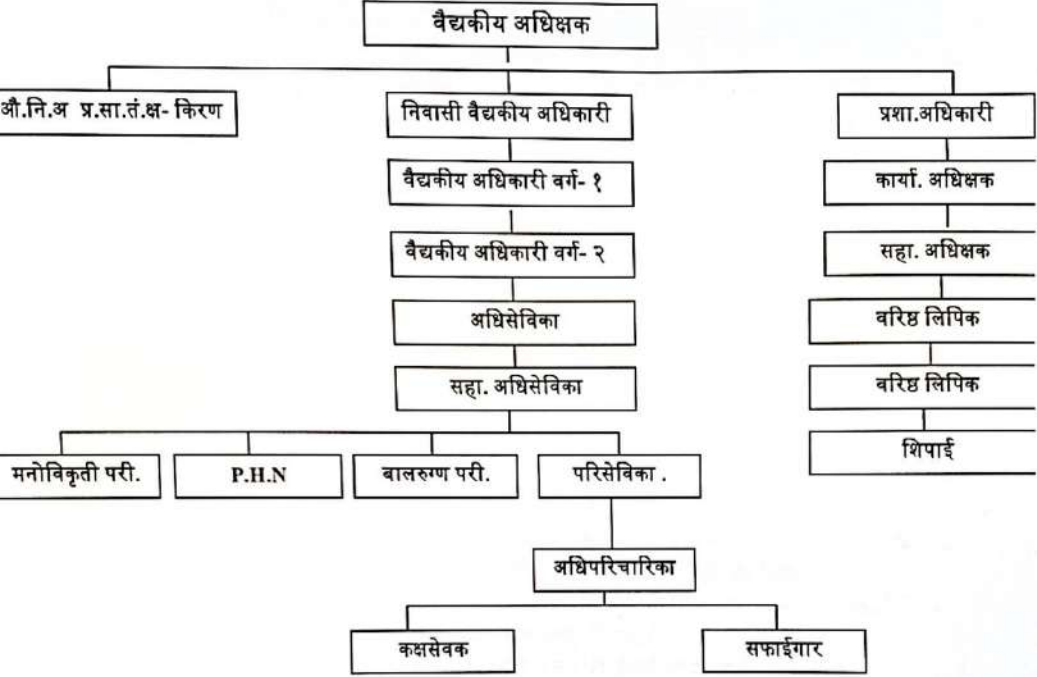 वैद्यकीय अधिक्षक
औ.नि.अ प्र.सा.तं.क्ष- किरण
निवासी वैद्यकीय अधिकारी
प्रशा.अधिकारी
वैद्यकीय अधिकारी वर्ग- १
कार्या. अधिक्षक
वैद्यकीय अधिकारी वर्ग- २
सहा. अधिक्षक
अधिसेविका
वरिष्ठ लिपिक
सहा. अधिसेविका
वरिष्ठ लिपिक
शिपाई
मनोविकृती परी.
P.H.N
बालरुग्ण परी.
परिसेविका .
अधिपरिचारिका
कक्षसेवक
सफाईगार